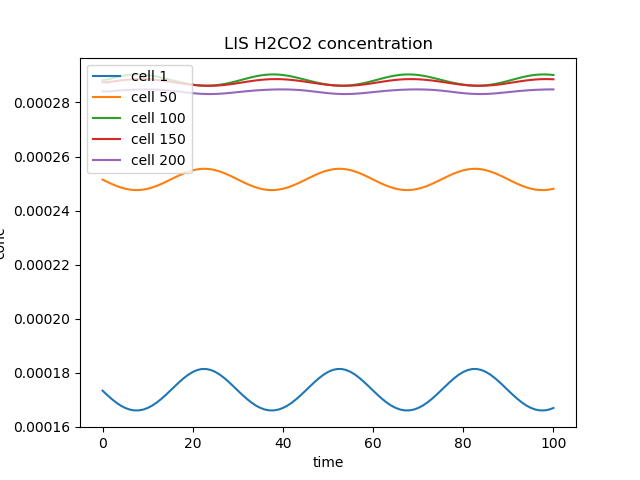 LIS H2CO2 concentration
cell 1
cell 50
cell 100
cell 150
cell 200
0.00028
0.00026
0.00024
0.00022
0.00020
0.00018
0.00016
conc
0 20 40 60 80 100
time